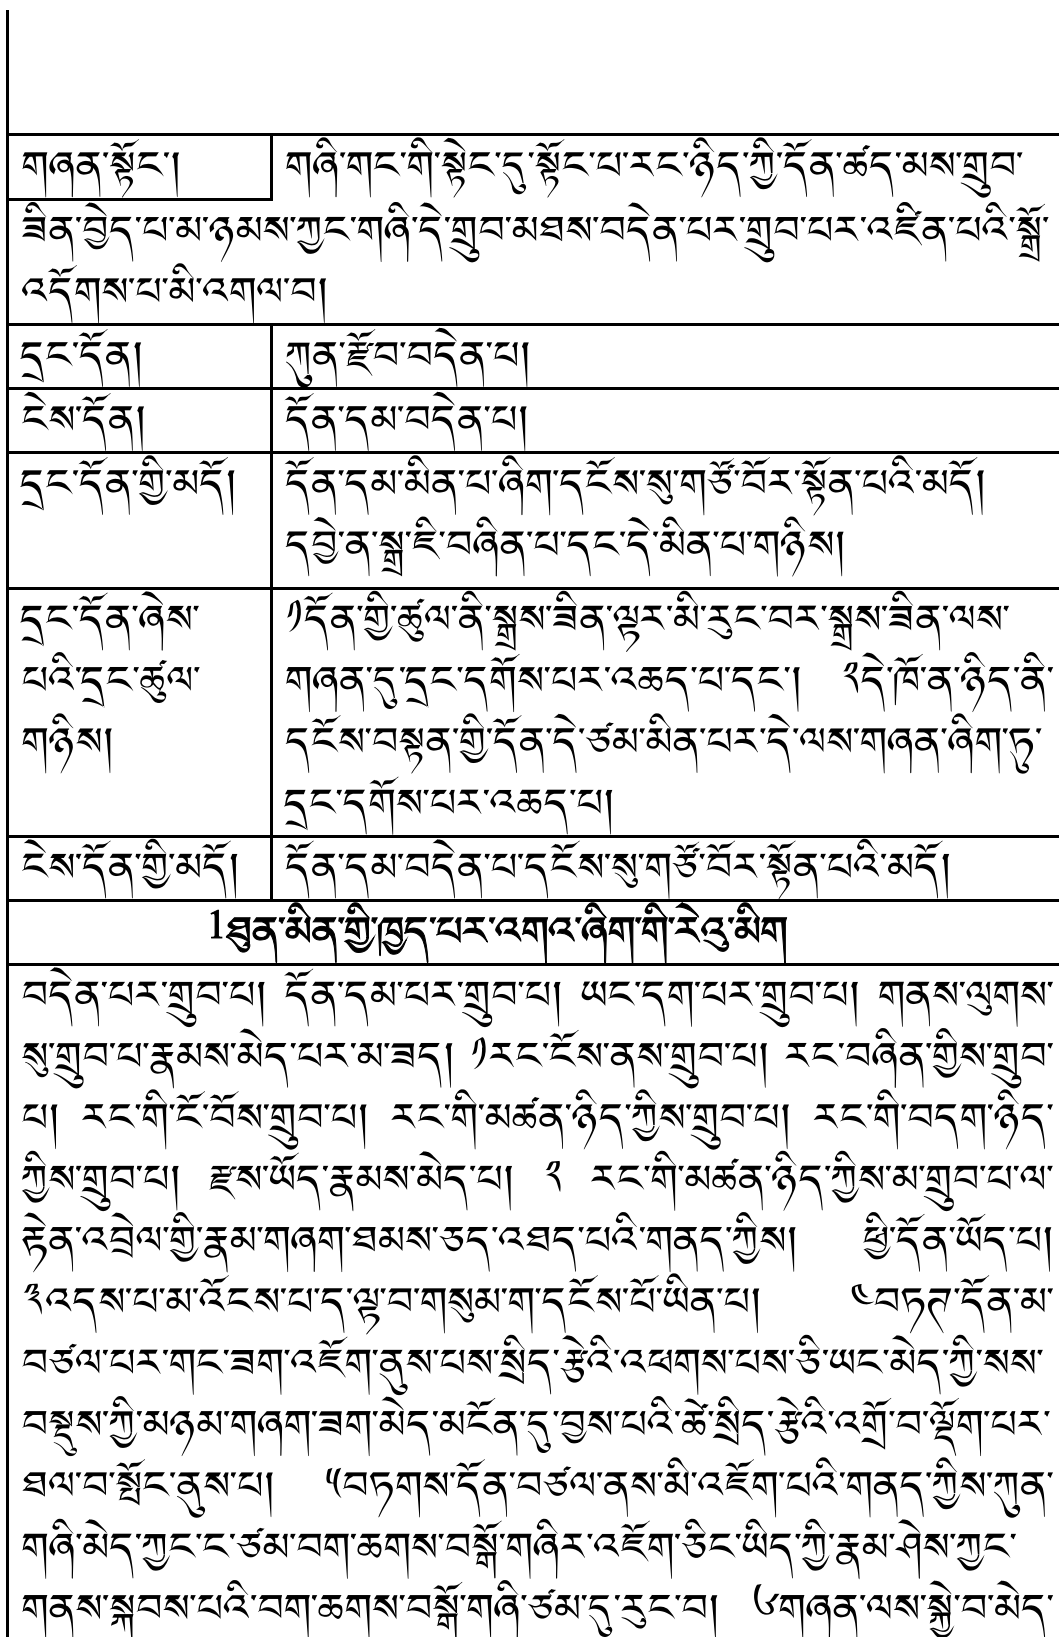 གཞན་སྟོང་། གཞི་གང་གི་སྟེང་དུ་སྟོང་པ་རང་ཉིད་ཀྱི་དོན་ཚད་མས་གྲུབ་
ཟིན་བྱེད་པ་མ་ཉམས་ཀྱང་གཞི་དེ་གྲུབ་མཐས་བདེན་པར་གྲུབ་པར་འཛིན་པའི་སྒྲོ་
འདོགས་པ་མི་འགལ་བ།
དྲང་དོན། ཀུན་རྫོབ་བདེན་པ།
ངེས་དོན། དོན་དམ་བདེན་པ།
དྲང་དོན་གྱི་མདོ། དོན་དམ་མིན་པ་ཞིག་དངོས་སུ་གཙོ་བོར་སྟོན་པའི་མདོ།
དབྱེ་ན་སྒྲ་ཇི་བཞིན་པ་དང་དེ་མིན་པ་གཉིས།
དྲང་དོན་ཞེས་
པའི་དྲང་ཚུལ་
གཉིས།
༡དོན་གྱི་ཚུལ་ནི་སྒྲས་ཟིན་ལྟར་མི་རུང་བར་སྒྲས་ཟིན་ལས་
གཞན་དུ་དྲང་དགོས་པར་འཆད་པ་དང་། ༢དེ་ཁོ་ན་ཉིད་ནི་
དངོས་བསྟན་གྱི་དོན་དེ་ཙམ་མིན་པར་དེ་ལས་གཞན་ཞིག་ཏུ་
དྲང་དགོས་པར་འཆད་པ།
ངེས་དོན་གྱི་མདོ། དོན་དམ་བདེན་པ་དངོས་སུ་གཙོ་བོར་སྟོན་པའི་མདོ།
1ཐུན་མིན་གྱི་ཁྱད་པར་འགའ་ཞིག་གི་རེའུ་མིག
བདེན་པར་གྲུབ་པ། དོན་དམ་པར་གྲུབ་པ། ཡང་དག་པར་གྲུབ་པ། གནས་ལུགས་
སུ་གྲུབ་པ་རྣམས་མེད་པར་མ་ཟད། ༡རང་ངོས་ནས་གྲུབ་པ། རང་བཞིན་གྱིས་གྲུབ་
པ། རང་གི་ངོ་བོས་གྲུབ་པ། རང་གི་མཚན་ཉིད་ཀྱིས་གྲུབ་པ། རང་གི་བདག་ཉིད་
ཀྱིས་གྲུབ་པ། རྫས་ཡོད་རྣམས་མེད་པ། ༢ རང་གི་མཚན་ཉིད་ཀྱིས་མ་གྲུབ་པ་ལ་
རྟེན་འབྲེལ་གྱི་རྣམ་གཞག་ཐམས་ཅད་འཐད་པའི་གནད་ཀྱིས། ཕྱི་དོན་ཡོད་པ།
༣འདས་པ་མ་འོངས་པ་ད་ལྟ་བ་གསུམ་ག་དངོས་པོ་ཡིན་པ། ༤བཏཊ་དོན་མ་
བཙལ་པར་གང་ཟག་འཇོག་ནུས་པས་སྲིད་རྩེའི་འཕགས་པས་ཅི་ཡང་མེད་ཀྱི་སས་
བསྡུས་ཀྱི་མཉམ་གཞག་ཟག་མེད་མངོན་དུ་བྱས་པའི་ཚེ་སྲིད་རྩེའི་འགྲོ་བ་ལྡོག་པར་
ཐལ་བ་སྤོང་ནུས་པ། ༥བཏགས་དོན་བཙལ་ནས་མི་འཇོག་པའི་གནད་ཀྱིས་ཀུན་
གཞི་མེད་ཀྱང་ང་ཙམ་བག་ཆགས་བསྒོ་གཞིར་འཇོག་ཅིང་ཡིད་ཀྱི་རྣམ་ཤེས་ཀྱང་
གནས་སྐབས་པའི་བག་ཆགས་བསྒོ་གཞི་ཙམ་དུ་རུང་བ། ༦གཞན་ལས་སྐྱེ་བ་མེད་